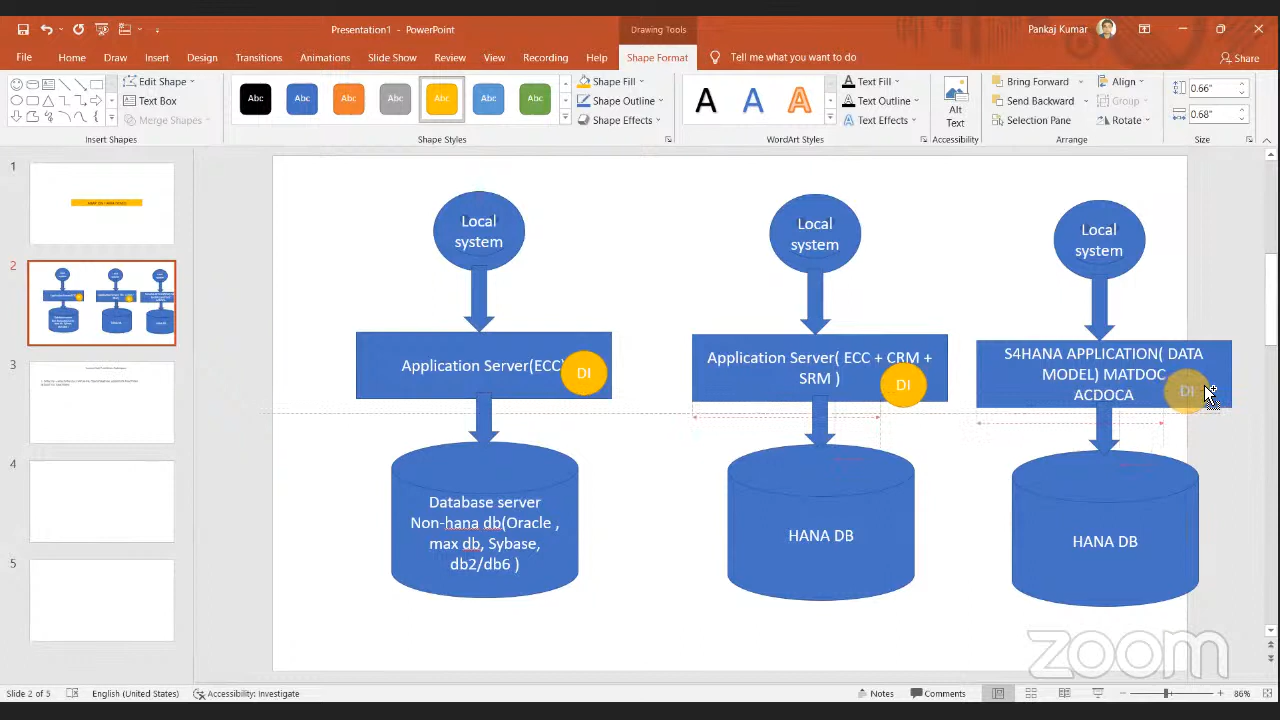 Presentation1 - PowerPoint
Drawing Tools
Pankaj Kumar
File
Home
Draw
Insert
Design
Transitions
Animations
Slide Show
Review
View
Recording
Help
Shape Format
Tell me what you want to do
Share
Edit Shape
Text Box
Merge Shapes
Insert Shapes
Abc
Abc
Abc
Abc
Abc
Abc
Abc
Shape Fill
Shape Outline
Shape Effects
Shape Styles
A
A
A
Text Fill
Text Outline
Text Effects
WordArt Styles
Alt
Text
Accessibility
Bring Forward
Send Backward
Selection Pane
Align
Group
Rotate
Arrange
0.66"
0.68"
Size
1
2
3
4
5
Local
system
Application Server(ECC)
DI
Database server
Non-hana db(Oracle ,
max db, Sybase,
db2/db6 )
Local
system
Application Server( ECC + CRM +
SRM )
DI
HANA DB
Local
system
S4HANA APPLICATION( DATA
MODEL) MATDOC
ACDOCA
DI
HANA DB
zoom
Slide 2 of 5
English (United States)
Accessibility: Investigate
Notes
Comments
86%